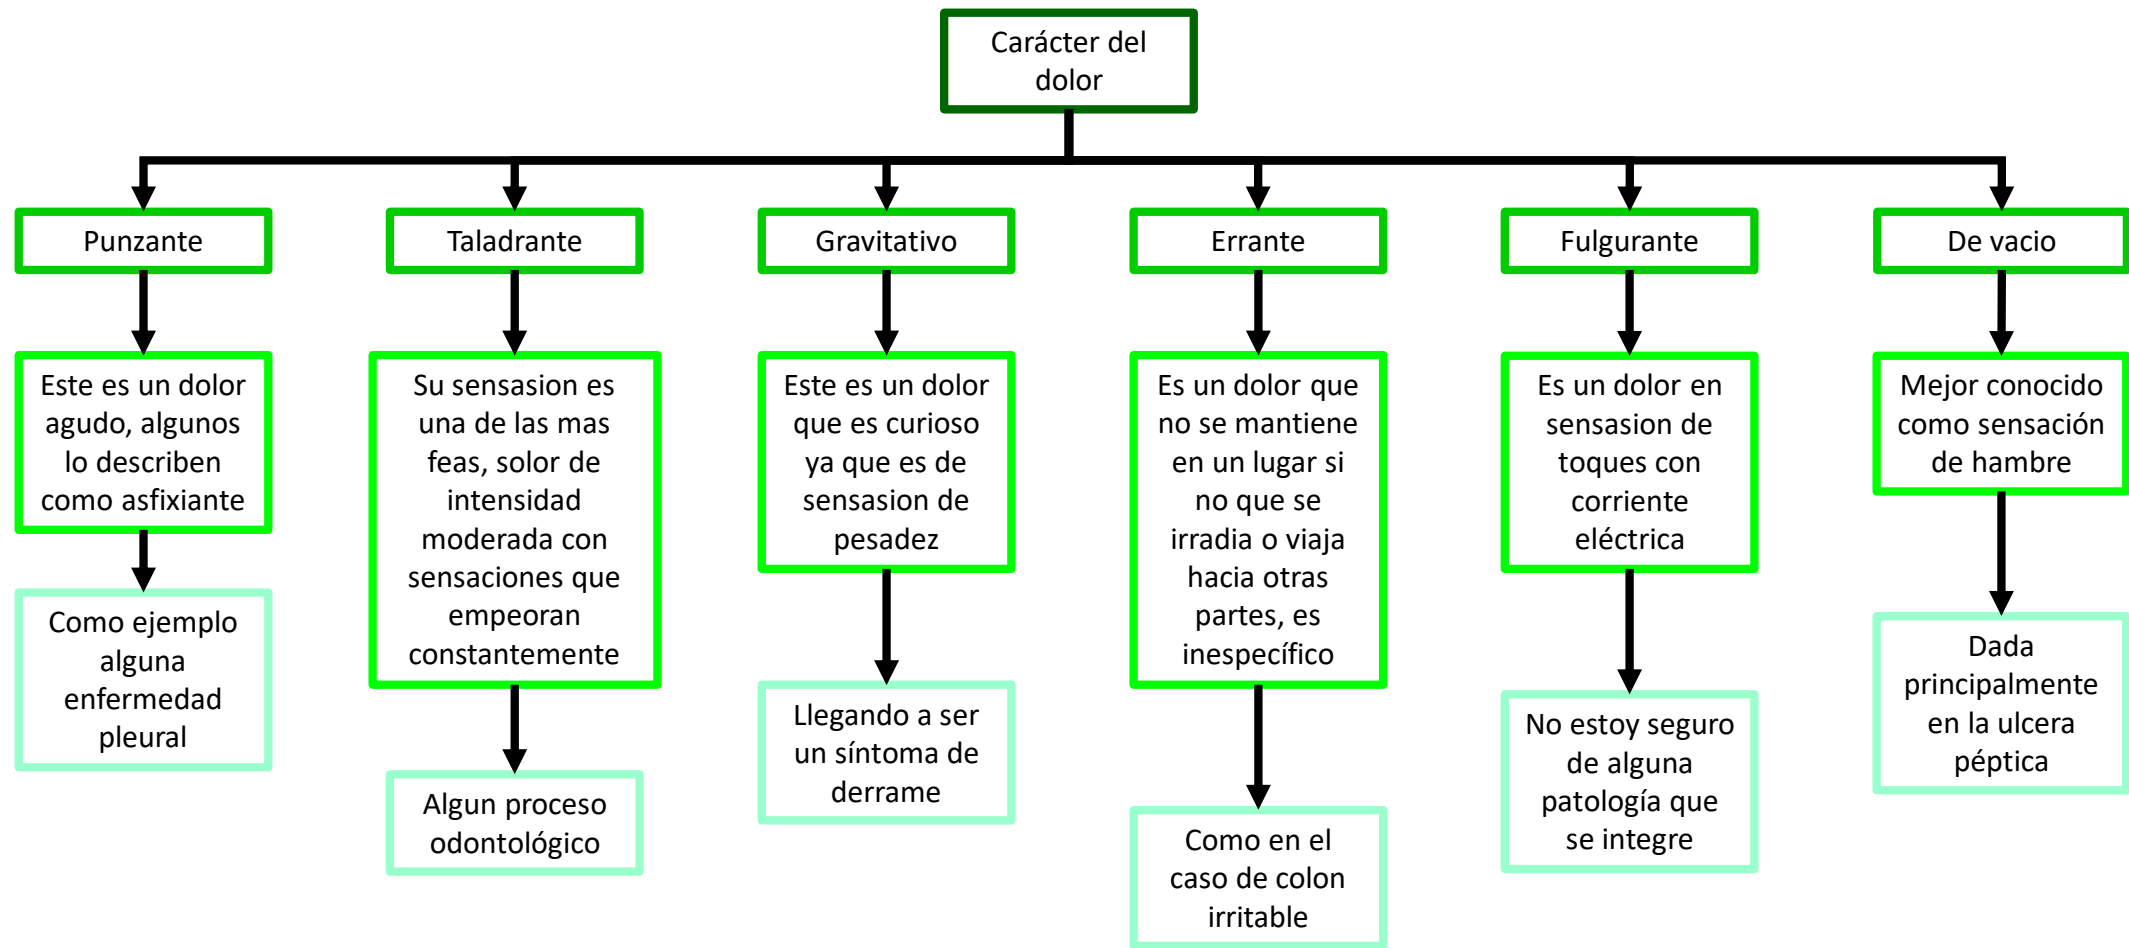 Carácter del
dolor
Punzante
Taladrante
Gravitativo
Errante
Fulgurante
De vacio
Este es un dolor
agudo, algunos
lo describen
como asfixiante
Su sensasion es
una de las mas
feas, solor de
intensidad
moderada con
sensaciones que
empeoran
constantemente
Este es un dolor
que es curioso
ya que es de
sensasion de
pesadez
Es un dolor que
no se mantiene
en un lugar si
no que se
irradia o viaja
hacia otras
partes, es
inespecífico
Es un dolor en
sensasion de
toques con
corriente
eléctrica
Mejor conocido
como sensación
de hambre
Como ejemplo
alguna
enfermedad
pleural
Algun proceso
odontológico
Llegando a ser
un síntoma de
derrame
Como en el
caso de colon
irritable
No estoy seguro
de alguna
patología que
se integre
Dada
principalmente
en la ulcera
péptica